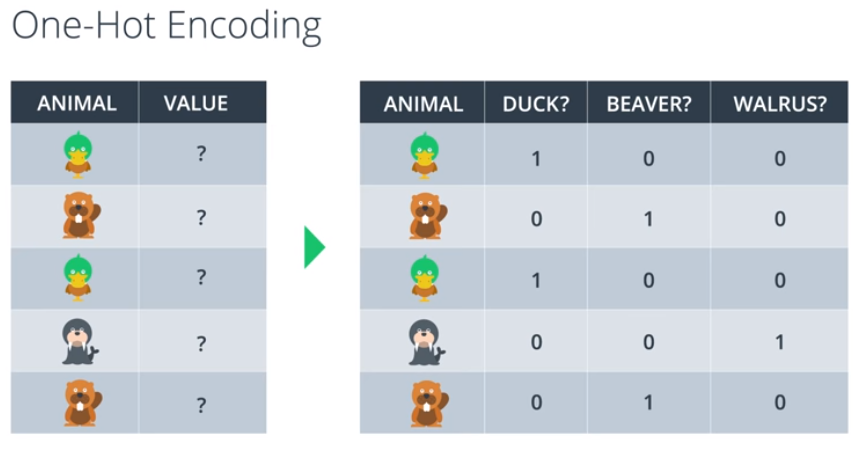 One-Hot Encoding
ANIMAL VALUE
?
?
?
?
?
ANIMAL DUCK? BEAVER? WALRUS?
1 0 0
0 1 0
1 0 0
0 0 1
0 1 0